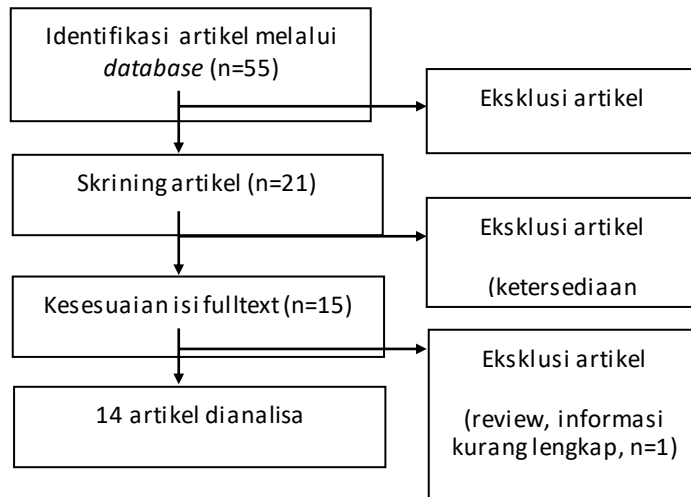 Identifikasi artikel melalui
database (n=55)
Eksklusi artikel
Skrining artikel (n=21)
Eksklusi artikel
(ketersediaan
Kesesuaian isi fulltext (n=15)
Eksklusi artikel
(review, informasi
kurang lengkap, n=1)
14 artikel dianalisa